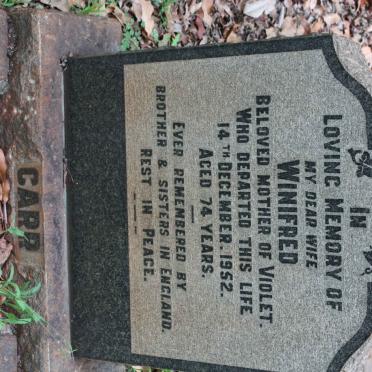 IN
LOVING MEMORY OF
MY DEAR WIFE
WINIFRED
BELOVED MOTHER OF VIOLET.
WHO DEPARTED THIS LIFE
14TH DECEMBER. 1952.
AGED 74 YEARS.
EVER REMEMBERED BY
BROTHER & SISTERS IN ENGLAND.
REST IN PEACE.
CARR